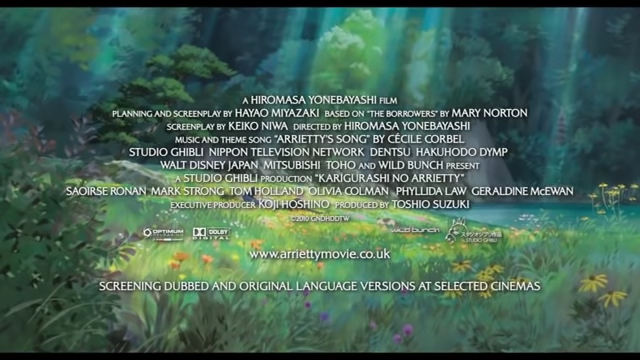 A HIROMASA YONEBAYASHI FILM
PLANNING AND SCREENPLAY BY HAYAO MIYAZAKI BASED ON "THE BORROWERS" BY MARY NORTON
SCREENPLAY BY KEIKO NIWA DIRECTED BY HIROMASA YONEBAYASHI
MUSIC AND THEME SONG "ARRIETTY'S SONG" BY CÉCILE CORBEL
STUDIO GHIBLI NIPPON TELEVISION NETWORK DENTSU HAKUHODO DYMP
WALT DISNEY JAPAN MITSUBISHI TOHO AND WILD BUNCH PRESENT
A STUDIO GHIBLI PRODUCTION "KARIGURASHI NO ARRIETTY"
SAOIRSE RONAN MARK STRONG TOM HOLLAND OLIVIA COLMAN PHYLLIDA LAW GERALDINE McEWAN
EXECUTIVE PRODUCER KOJI HOSHINO PRODUCED BY TOSHIO SUZUKI
©2010 GNDHDDTW
OPTIMUM DOLBY DIGITAL wild bunch スタジオジブリ作品 STUDIO GHIBLI
www.arriettymovie.co.uk
SCREENING DUBBED AND ORIGINAL LANGUAGE VERSIONS AT SELECTED CINEMAS